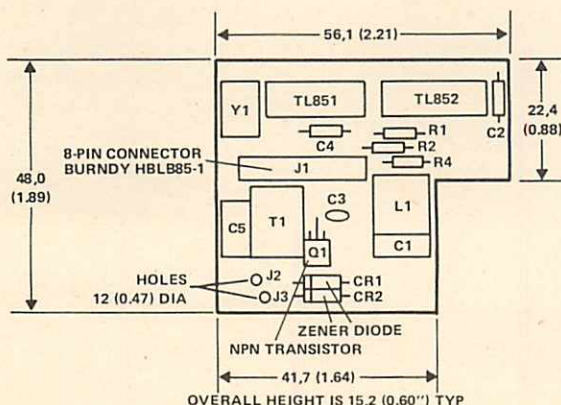 56,1 (2.21)
Y1
TL851
TL852
C2
22,4
(0.88)
C4
R1
R2
R4
8-PIN CONNECTOR
BURNDY HBLB85-1
J1
48,0
(1.89)
C5
T1
C3
L1
C1
Q1
HOLES
12 (0.47) DIA
J2
J3
CR1
CR2
ZENER DIODE
NPN TRANSISTOR
41,7 (1.64)
OVERALL HEIGHT IS 15,2 (0.60") TYP